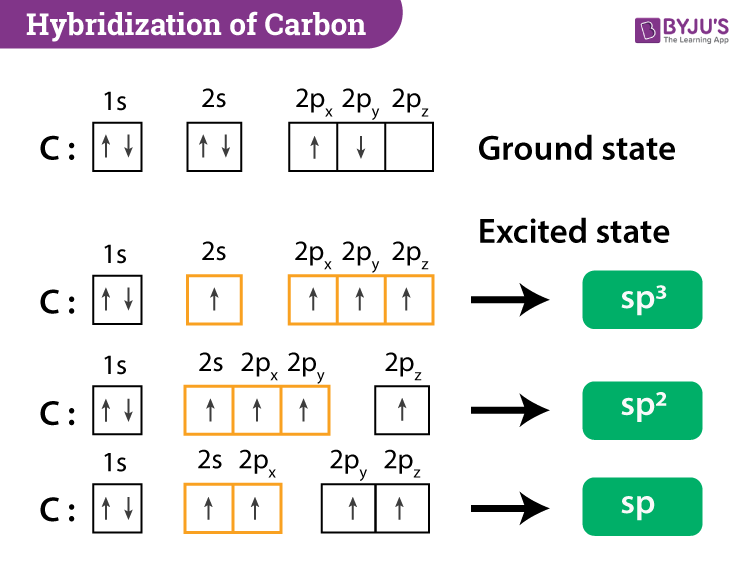 Hybridization of Carbon
BYJU'S
The Learning App
1s 2s 2px 2py 2pz
C : ↑ ↓ ↑ ↓ ↑ ↓ Ground state
Excited state
1s 2s 2px 2py 2pz
C : ↑ ↓ ↑ ↑ ↑ ↑ sp³
1s 2s 2px 2py 2pz
C : ↑ ↓ ↑ ↑ ↑ ↑ sp²
1s 2s 2px 2py 2pz
C : ↑ ↓ ↑ ↑ ↑ ↑ sp